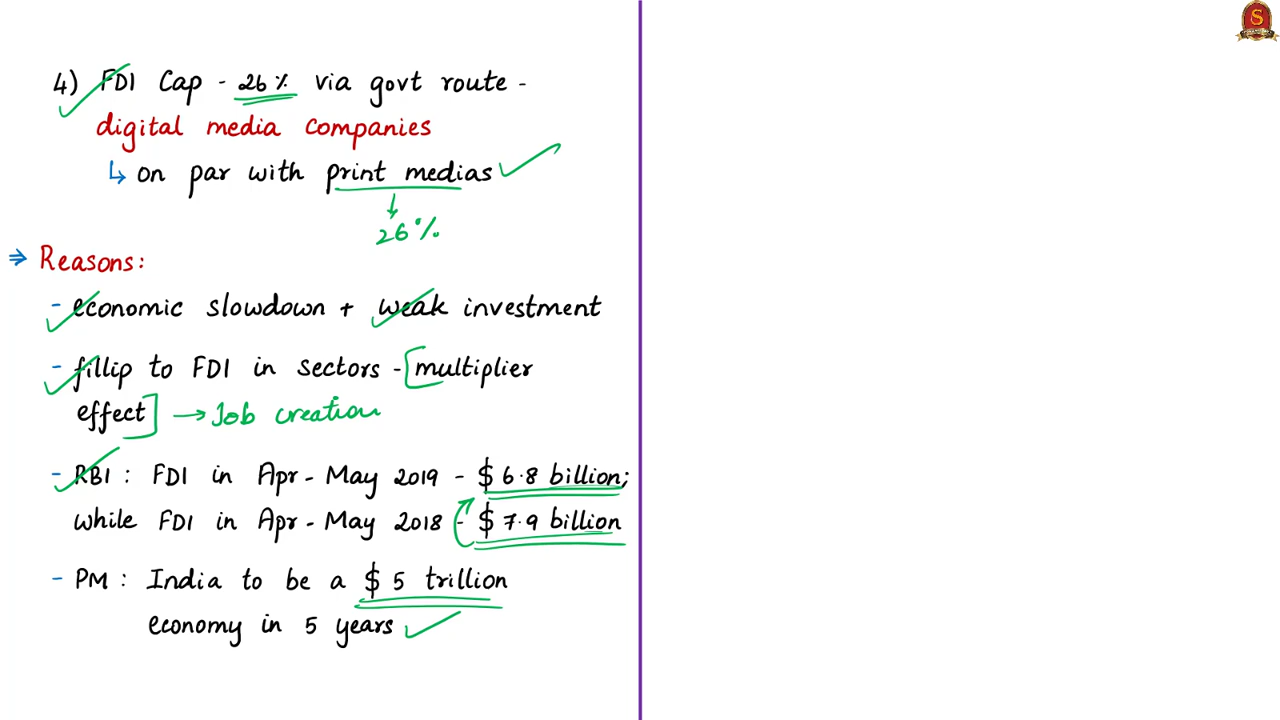 4) FDI Cap - 26% via govt route -
digital media companies
↳ on par with print medias
↓
26%
⇒ Reasons:
- economic slowdown + weak investment
- fillip to FDI in sectors - [multiplier
effect] → Job creation
- RBI: FDI in Apr-May 2019 - $6.8 billion;
while FDI in Apr-May 2018 - $7.9 billion
- PM: India to be a $5 trillion
economy in 5 years
S